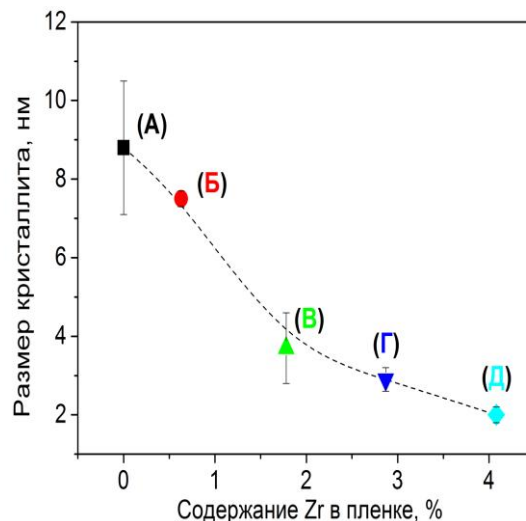 12
10
8
6
4
2
Размер кристаллита, нм
(А)
(Б)
(В)
(Г)
(Д)
0 1 2 3 4
Содержание Zr в пленке, %